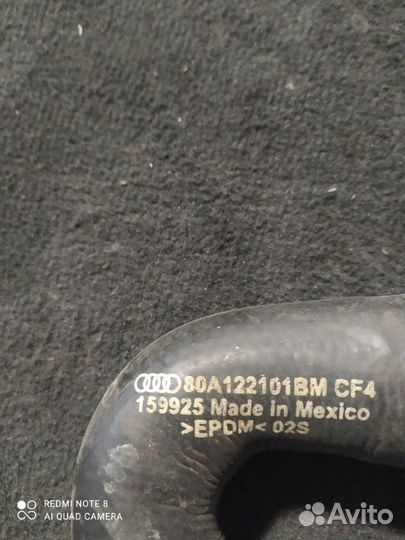 80A122101BM CF4
159925 Made in Mexico
>EPDM< 02S
REDMI NOTE 8
AI QUAD CAMERA
Avito